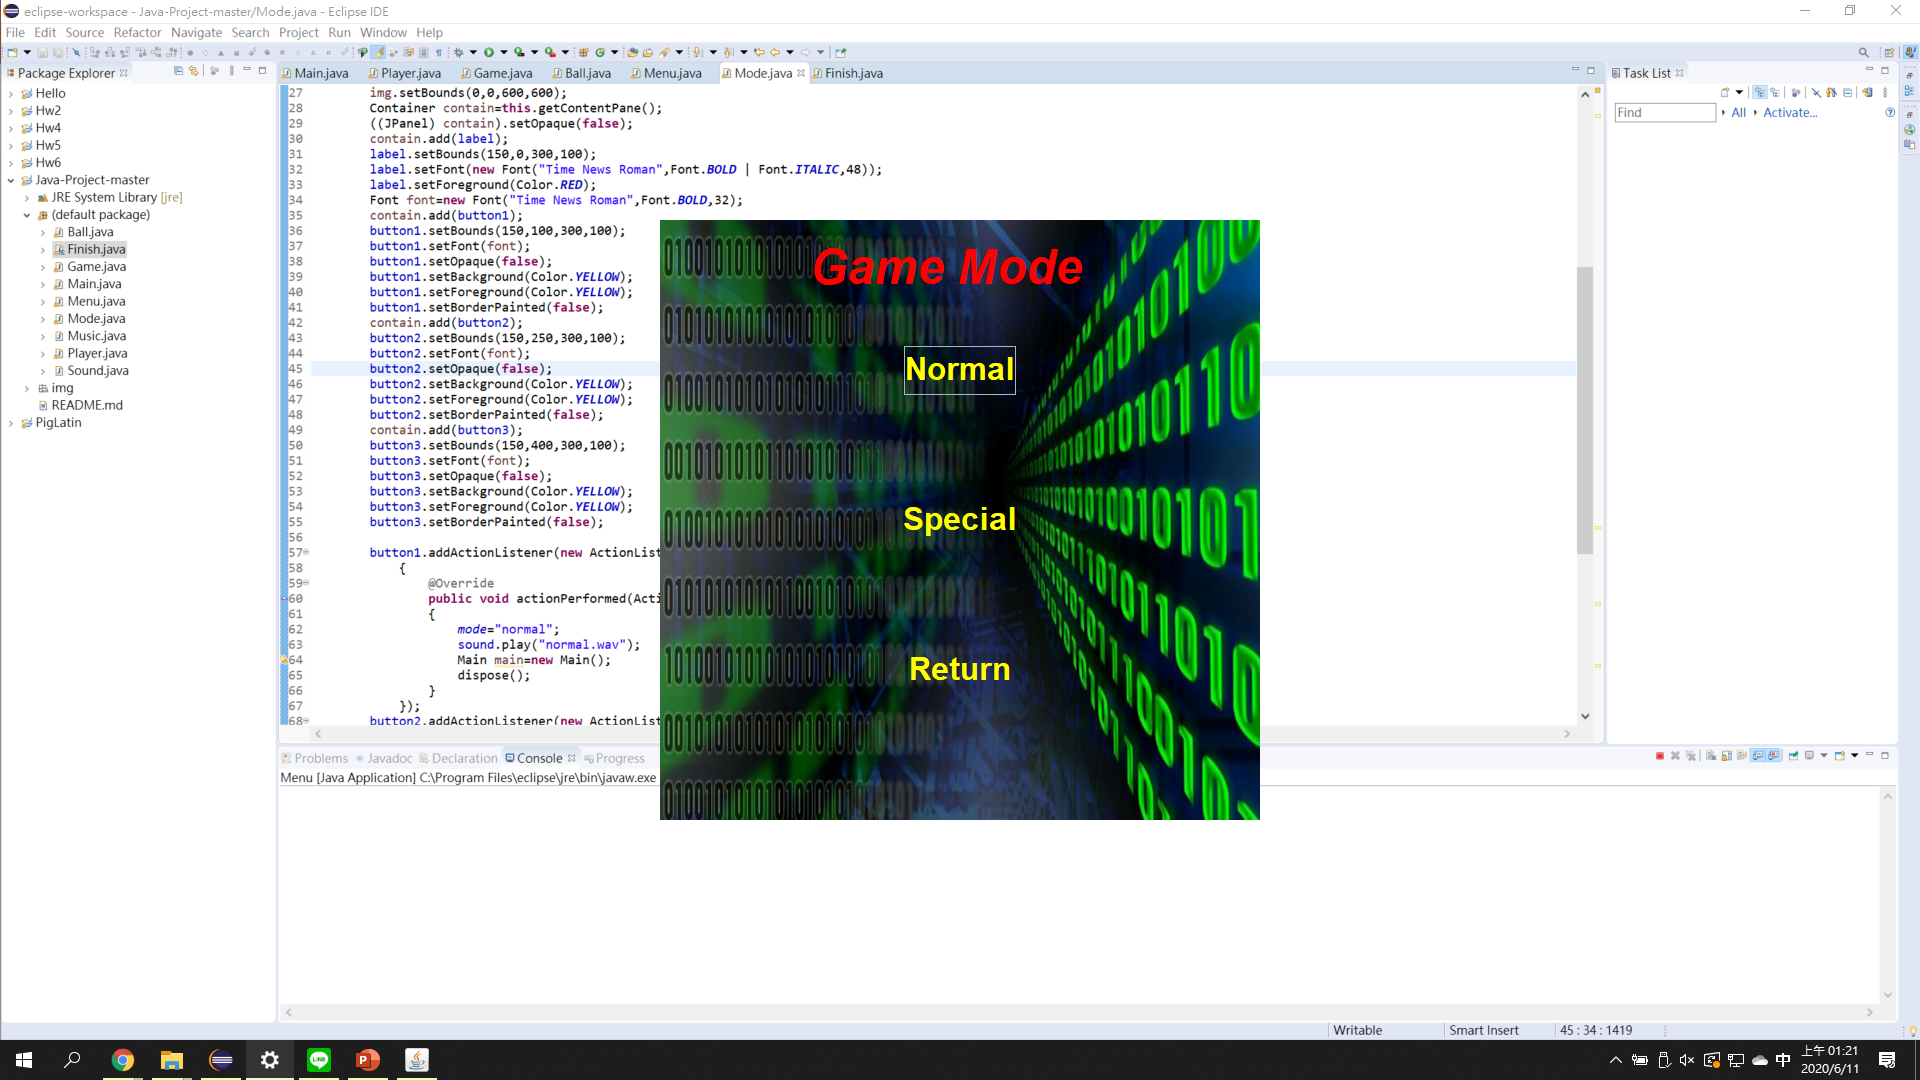 eclipse-workspace - Java-Project-master/Mode.java - Eclipse IDE
File Edit Source Refactor Navigate Search Project Run Window Help
Package Explorer
Hello
Hw2
Hw4
Hw5
Hw6
Java-Project-master
JRE System Library [jre]
(default package)
Ball.java
Finish.java
Game.java
Main.java
Menu.java
Mode.java
Music.java
Player.java
Sound.java
img
README.md
PigLatin
Main.java Player.java Game.java Ball.java Menu.java Mode.java Finish.java
27 img.setBounds(0,0,600,600);
28 Container contain=this.getContentPane();
29 ((JPanel) contain).setOpaque(false);
30 contain.add(label);
31 label.setBounds(150,0,300,100);
32 label.setFont(new Font("Time News Roman",Font.BOLD | Font.ITALIC,48));
33 label.setForeground(Color.RED);
34 Font font=new Font("Time News Roman",Font.BOLD,32);
35 contain.add(button1);
36 button1.setBounds(150,100,300,100);
37 button1.setFont(font);
38 button1.setOpaque(false);
39 button1.setBackground(Color.YELLOW);
40 button1.setForeground(Color.YELLOW);
41 button1.setBorderPainted(false);
42 contain.add(button2);
43 button2.setBounds(150,250,300,100);
44 button2.setFont(font);
45 button2.setOpaque(false);
46 button2.setBackground(Color.YELLOW);
47 button2.setForeground(Color.YELLOW);
48 button2.setBorderPainted(false);
49 contain.add(button3);
50 button3.setBounds(150,400,300,100);
51 button3.setFont(font);
52 button3.setOpaque(false);
53 button3.setBackground(Color.YELLOW);
54 button3.setForeground(Color.YELLOW);
55 button3.setBorderPainted(false);
56
57 button1.addActionListener(new ActionList
58 {
59 @Override
60 public void actionPerformed(Acti
61 {
62 mode="normal";
63 sound.play("normal.wav");
64 Main main=new Main();
65 dispose();
66 }
67 });
68 button2.addActionListener(new ActionList
Game Mode
Normal
Special
Return
Task List
Find All Activate...
Problems Javadoc Declaration Console Progress
Menu [Java Application] C:\Program Files\eclipse\jre\bin\javaw.exe
Writable Smart Insert 45 : 34 : 1419
中 上午 01:21
2020/6/11